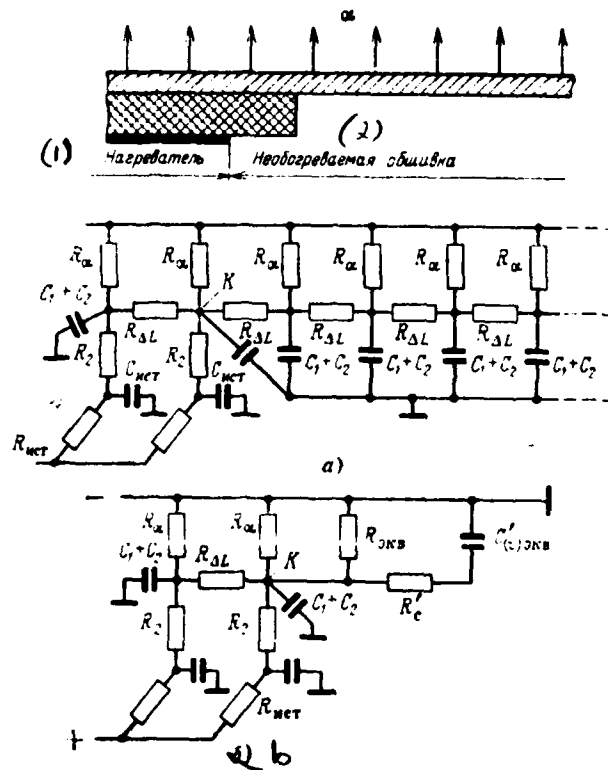 α
(1) (2)
Нагреватель Необогреваемая обшивка
Rα Rα Rα Rα Rα Rα
K
C₁ + C₂
RΔL RΔL RΔL RΔL RΔL
R₂ R₂ C₁ + C₂ C₁ + C₂ C₁ + C₂ C₁ + C₂
Cист Cист
Rист
а)
Rα Rα Rэкв C′(с)экв
C₁ + C₂ RΔL K
C₁ + C₂ R′с
R₂ R₂
Rист
б) b